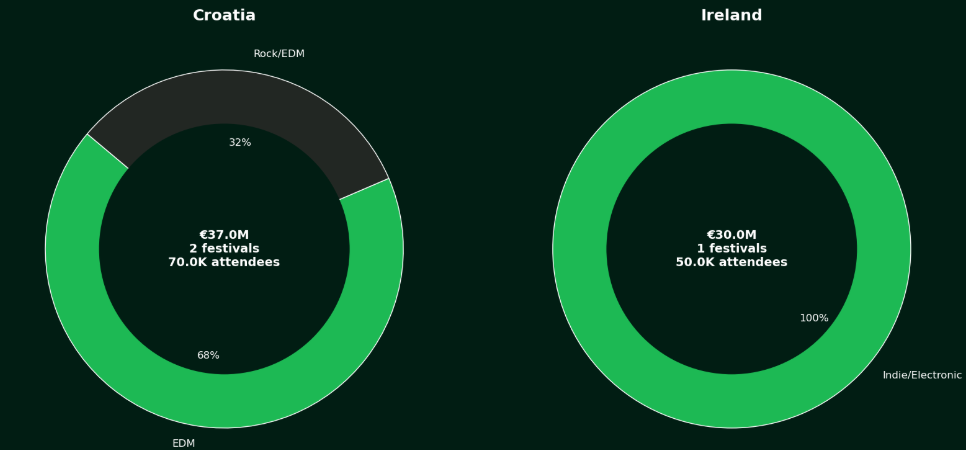 Croatia
Rock/EDM
32%
€37.0M
2 festivals
70.0K attendees
68%
EDM
Ireland
€30.0M
1 festivals
50.0K attendees
100%
Indie/Electronic